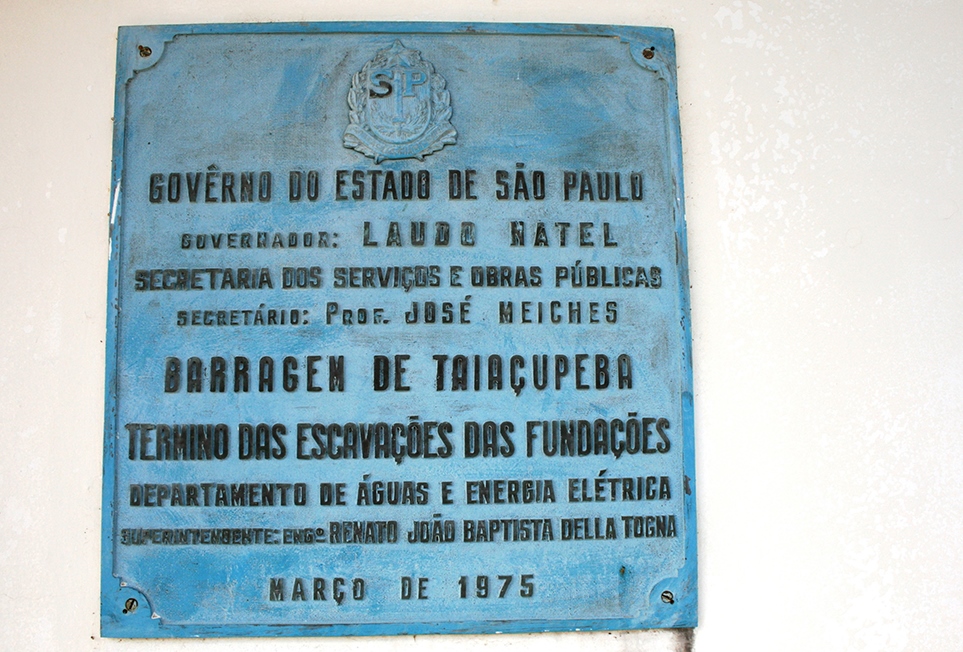 SP
GOVÊRNO DO ESTADO DE SÃO PAULO
GOVERNADOR: LAUDO NATEL
SECRETARIA DOS SERVIÇOS E OBRAS PÚBLICAS
SECRETÁRIO: PROF. JOSÉ MEICHES
BARRAGEM DE TAIAÇUPEBA
TERMINO DAS ESCAVAÇÕES DAS FUNDAÇÕES
DEPARTAMENTO DE ÁGUAS E ENERGIA ELÉTRICA
SUPERINTENDENTE: ENGº RENATO JOÃO BAPTISTA DELLA TOGNA
MARÇO DE 1975